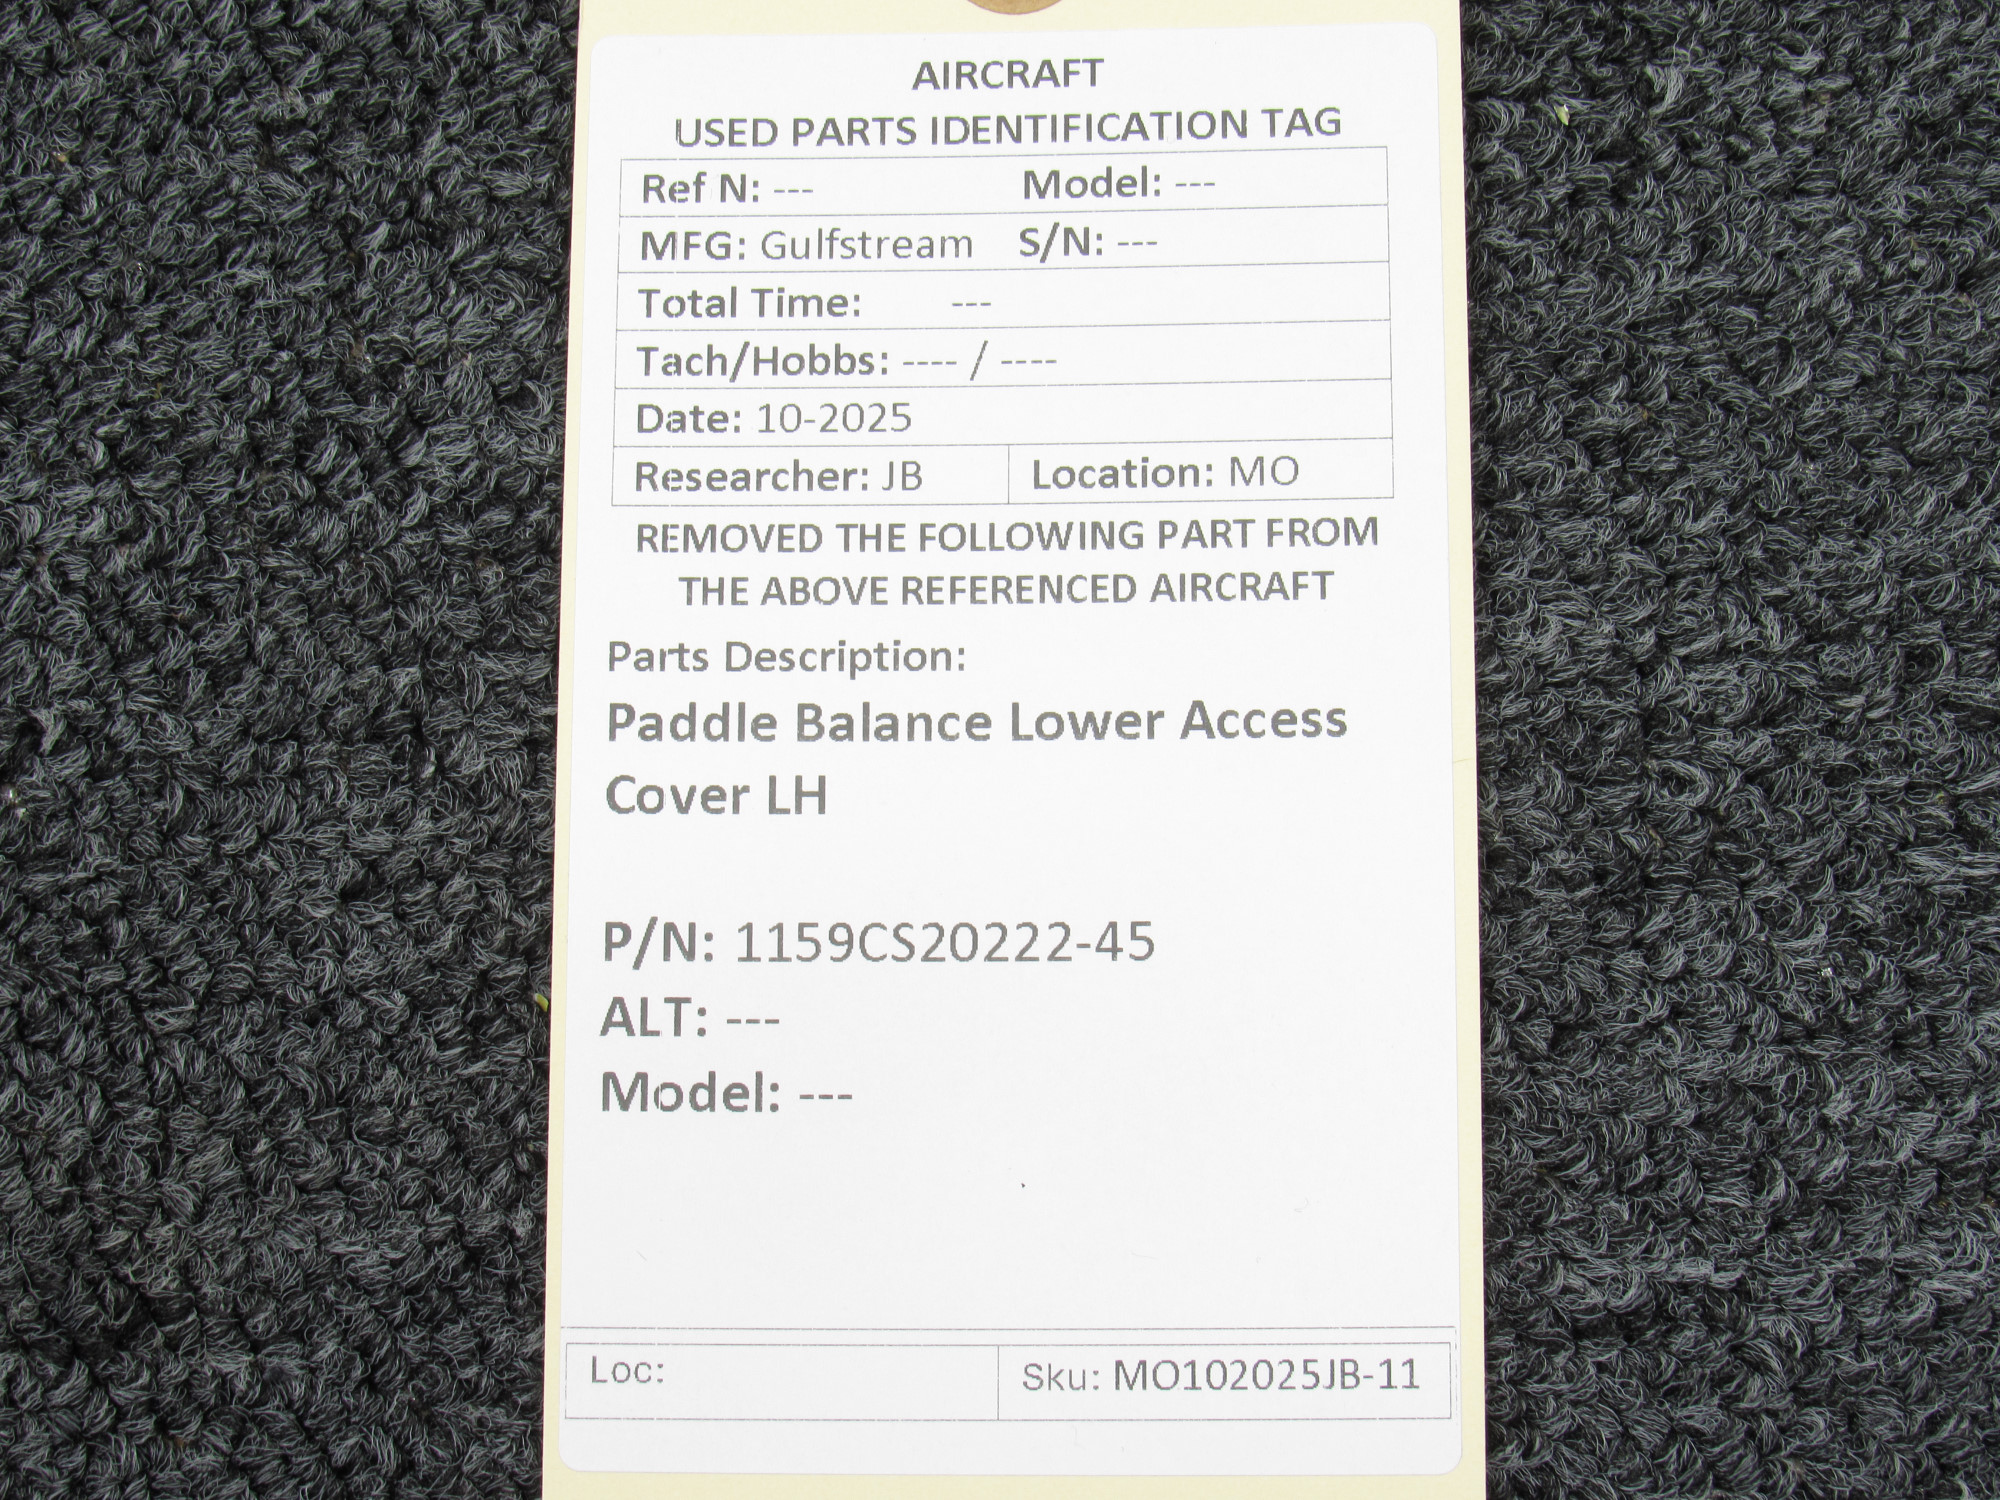 AIRCRAFT
USED PARTS IDENTIFICATION TAG
Ref N: --- Model: ---
MFG: Gulfstream S/N: ---
Total Time: ---
Tach/Hobbs: ---- / ----
Date: 10-2025
Researcher: JB Location: MO
REMOVED THE FOLLOWING PART FROM
THE ABOVE REFERENCED AIRCRAFT
Parts Description:
Paddle Balance Lower Access
Cover LH
P/N: 1159CS20222-45
ALT: ---
Model: ---
Loc: Sku: MO102025JB-11